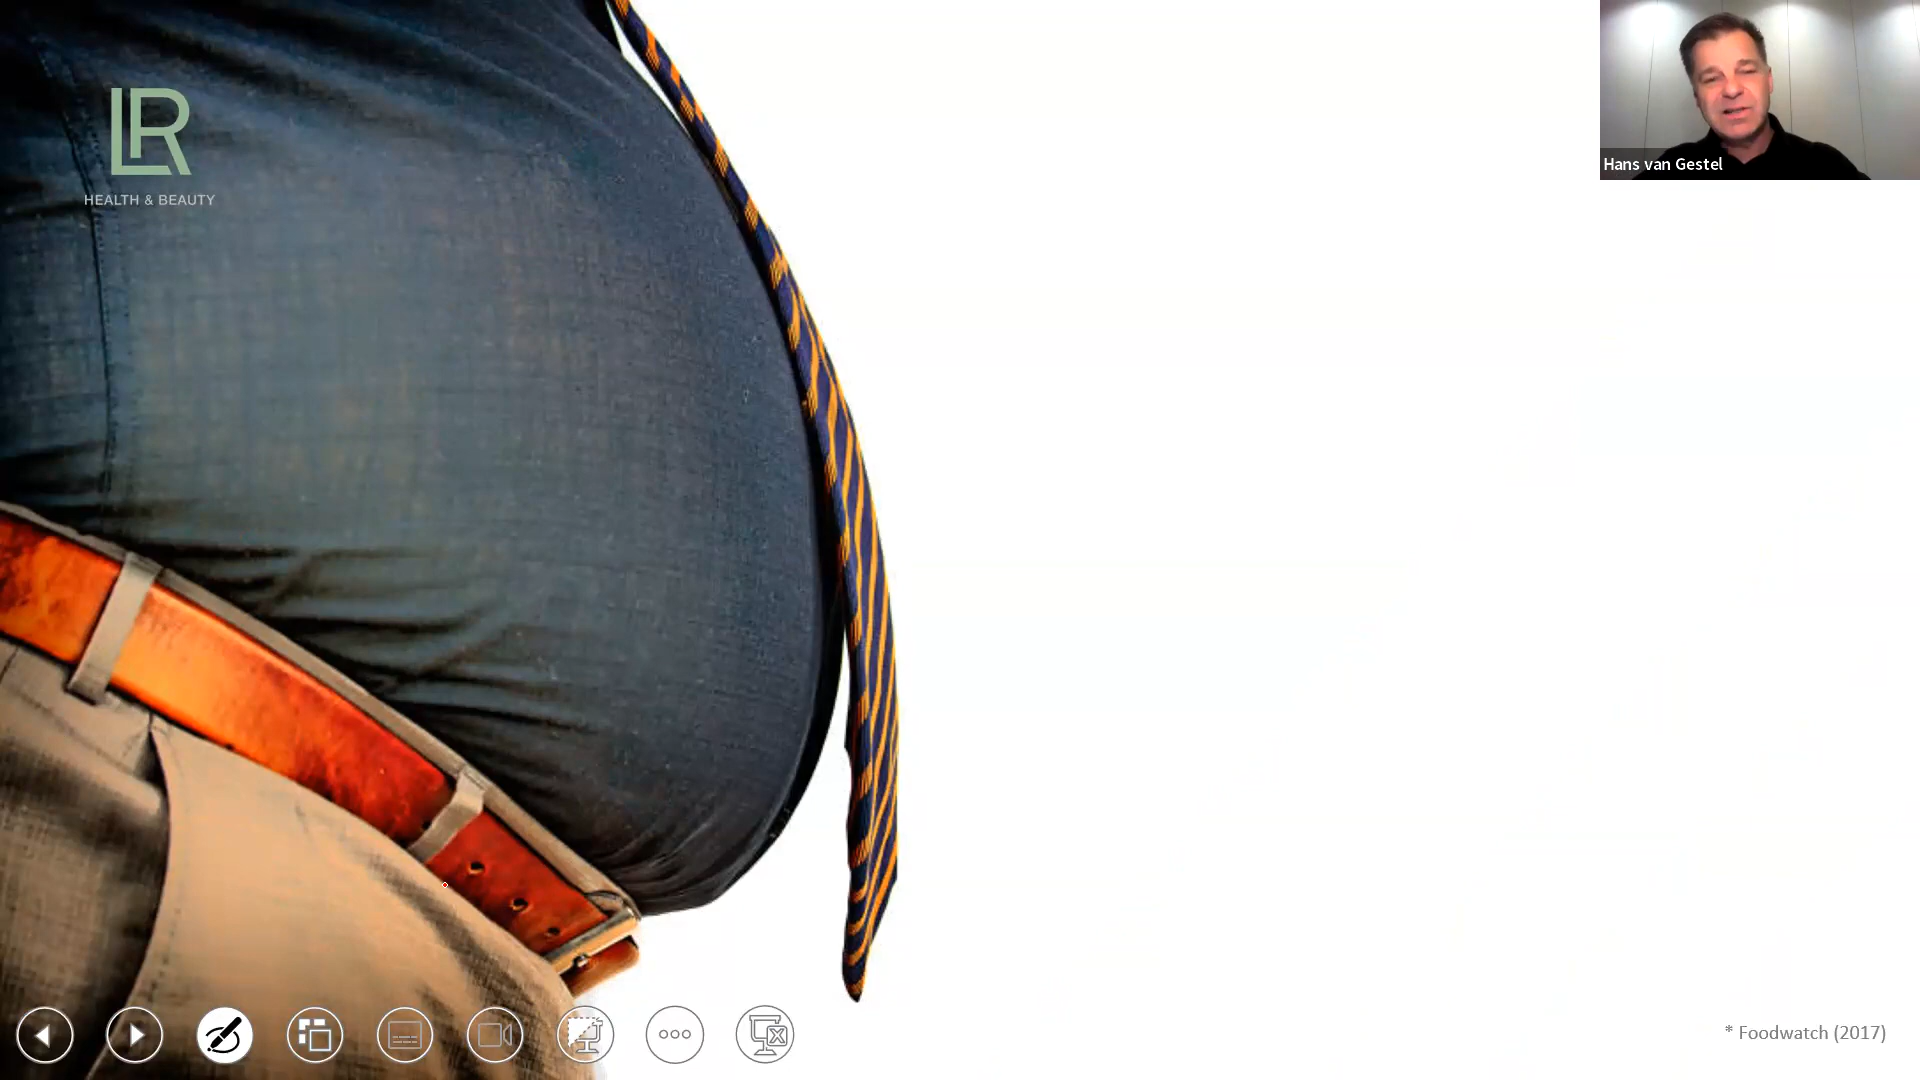 LR
HEALTH & BEAUTY
Hans van Gestel
* Foodwatch (2017)